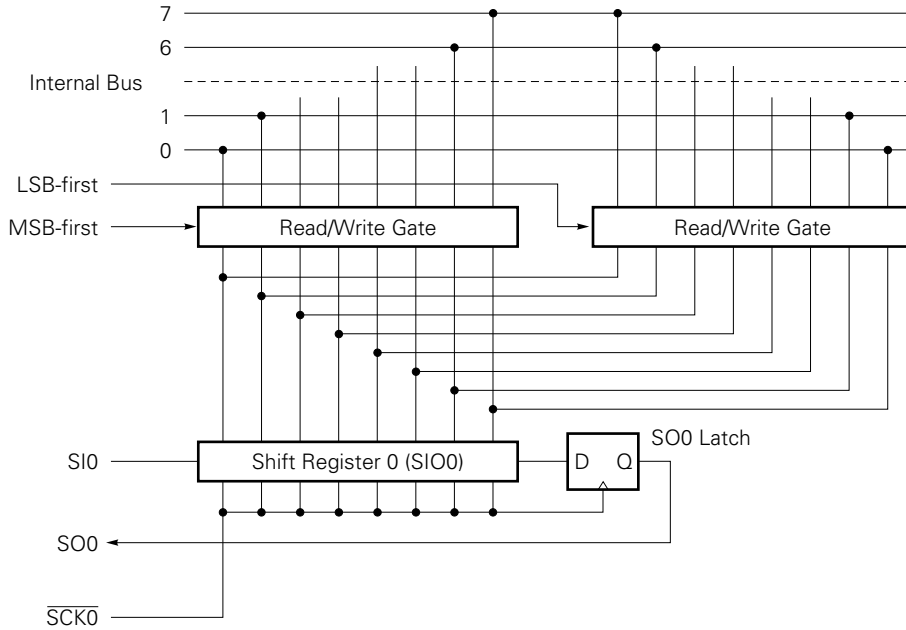 7
6
Internal Bus
1
0
LSB-first
MSB-first
Read/Write Gate
Read/Write Gate
SO0 Latch
SI0
Shift Register 0 (SIO0)
D Q
SO0
SCK0